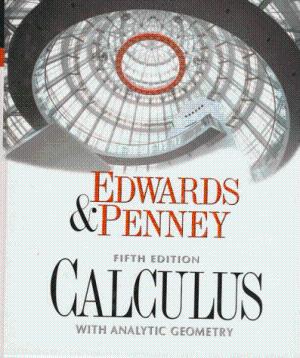 EDWARDS
&PENNEY
FIFTH EDITION
CALCULUS
WITH ANALYTIC GEOMETRY